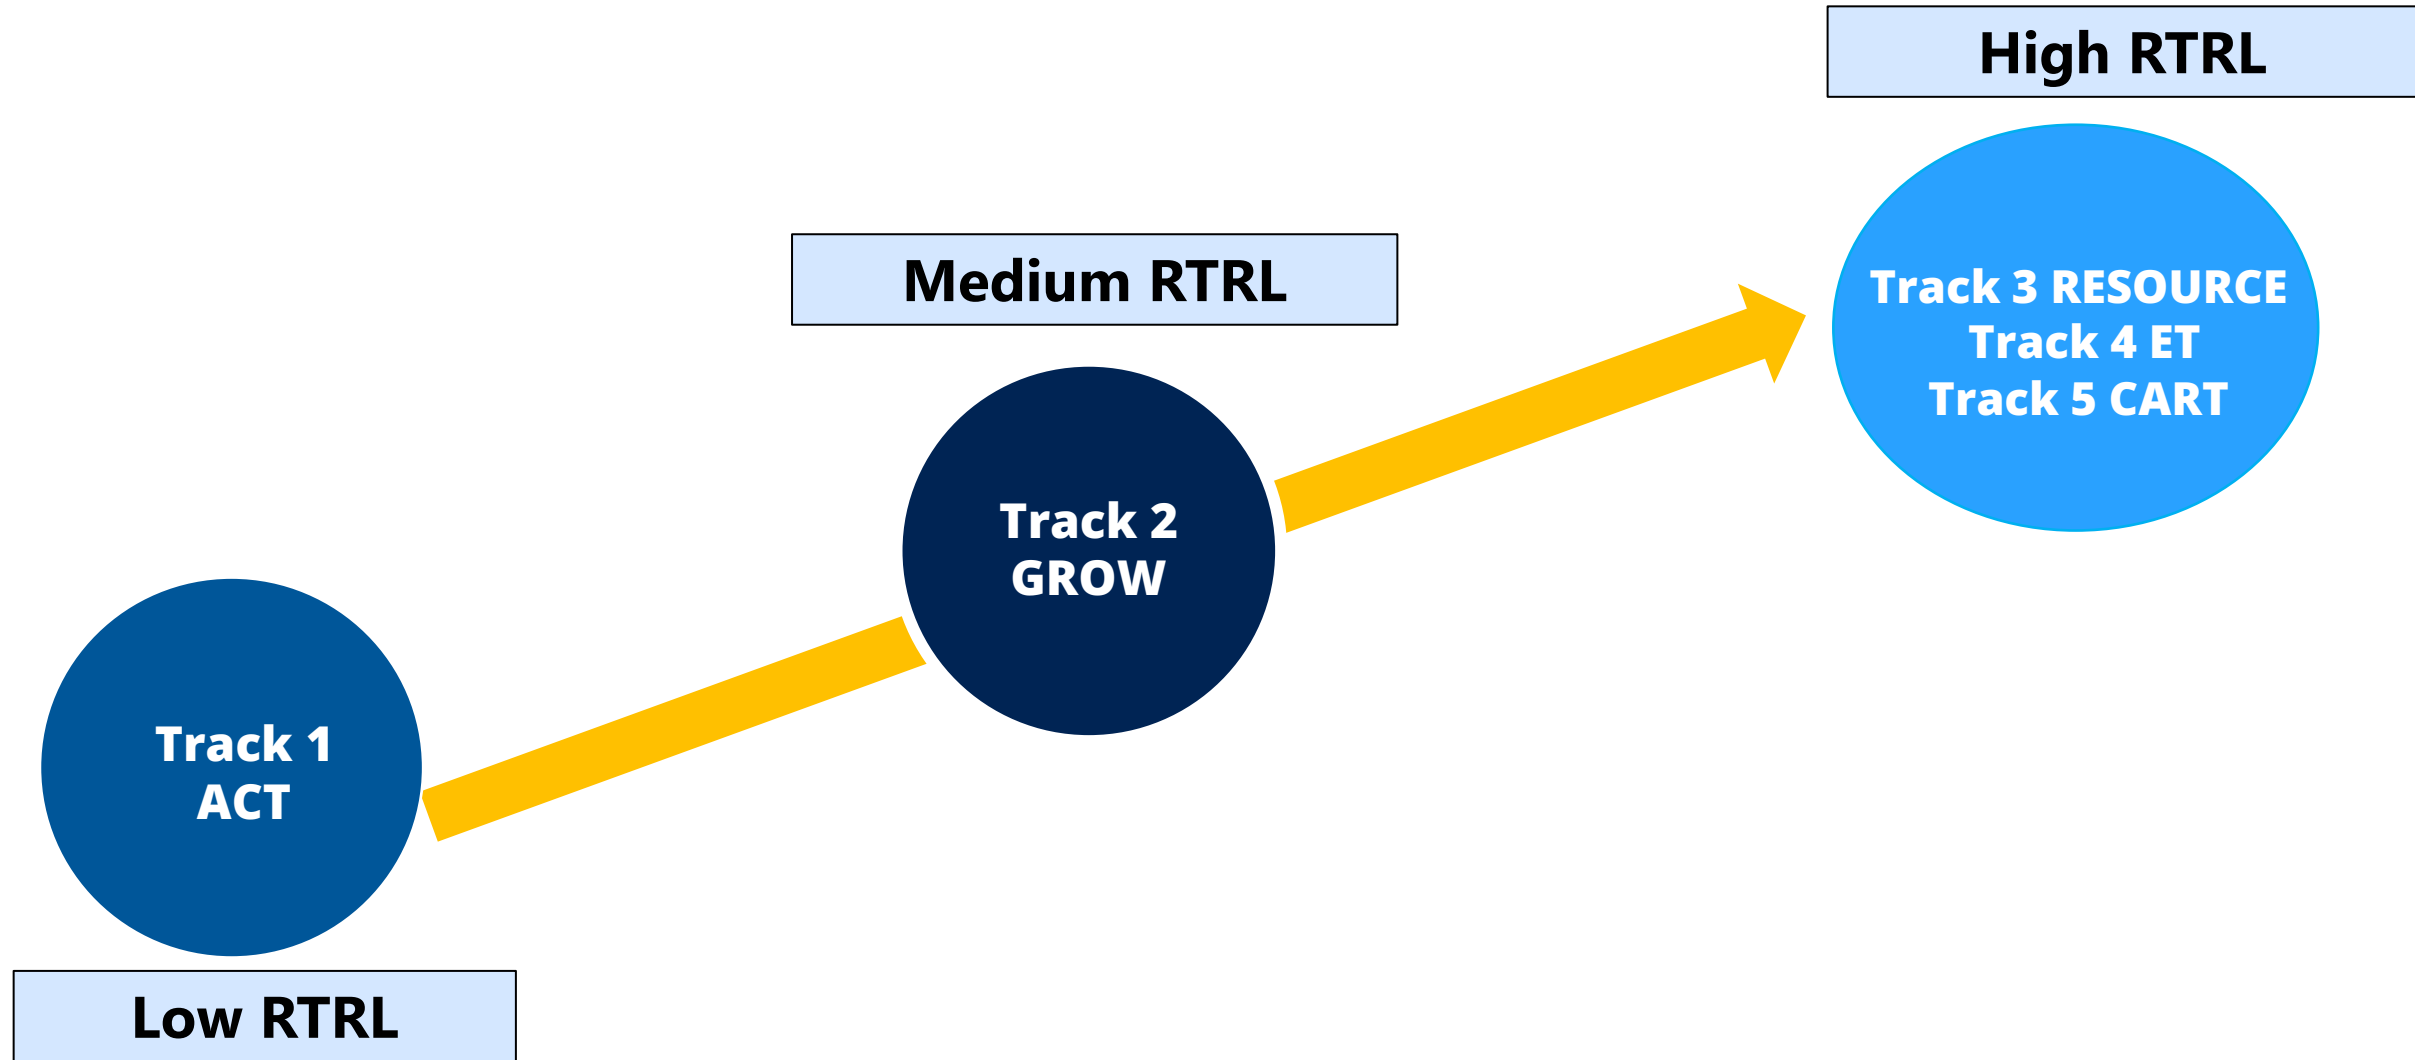 High RTRL
Track 3 RESOURCE
Track 4 ET
Track 5 CART
Medium RTRL
Track 2
GROW
Track 1
ACT
Low RTRL